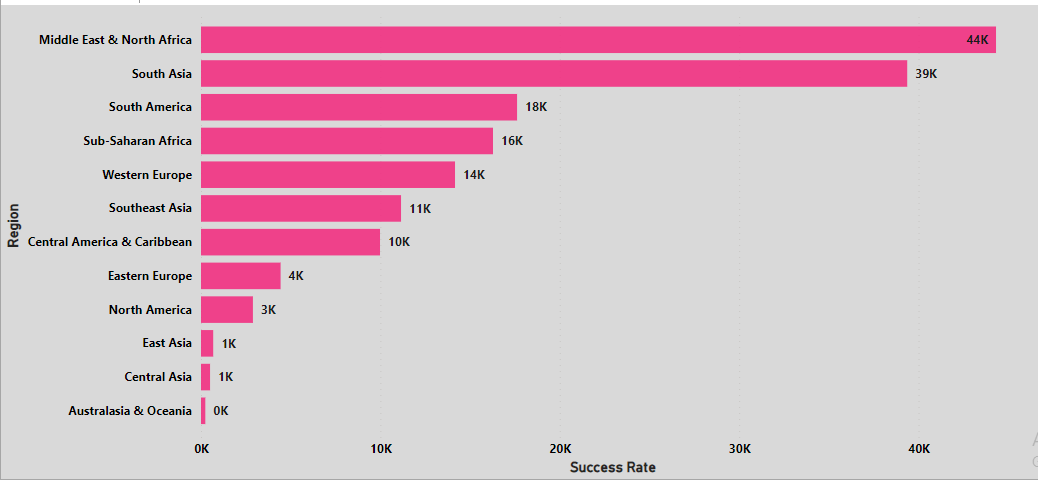 Middle East & North Africa 44K
South Asia 39K
South America 18K
Sub-Saharan Africa 16K
Western Europe 14K
Southeast Asia 11K
Central America & Caribbean 10K
Eastern Europe 4K
North America 3K
East Asia 1K
Central Asia 1K
Australasia & Oceania 0K
Region
0K 10K 20K 30K 40K
Success Rate